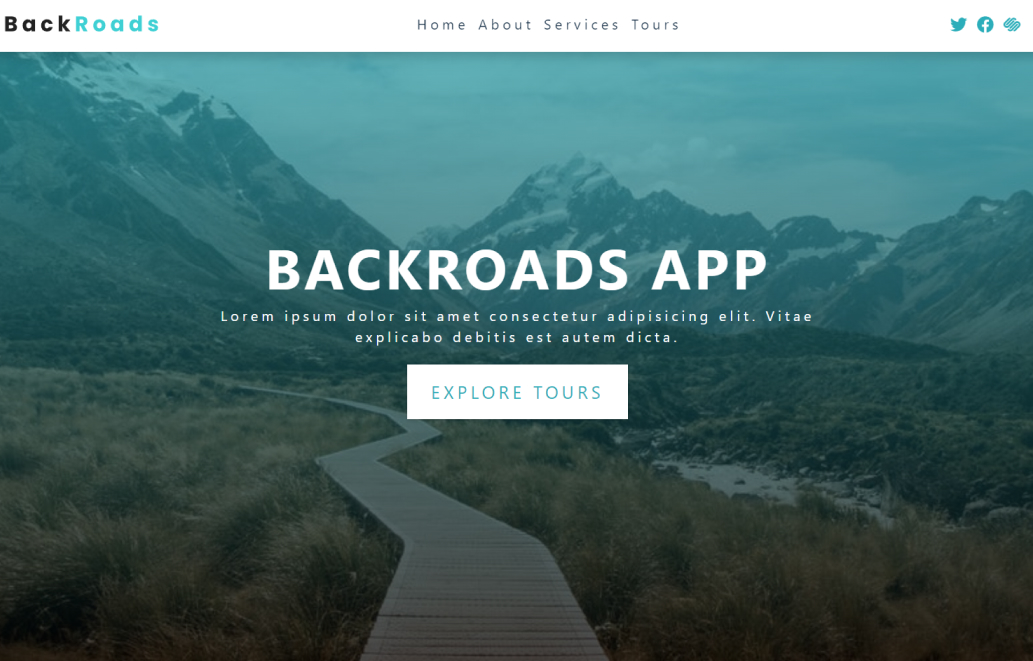 BackRoads
Home About Services Tours
BACKROADS APP
Lorem ipsum dolor sit amet consectetur adipisicing elit. Vitae
explicabo debitis est autem dicta.
EXPLORE TOURS